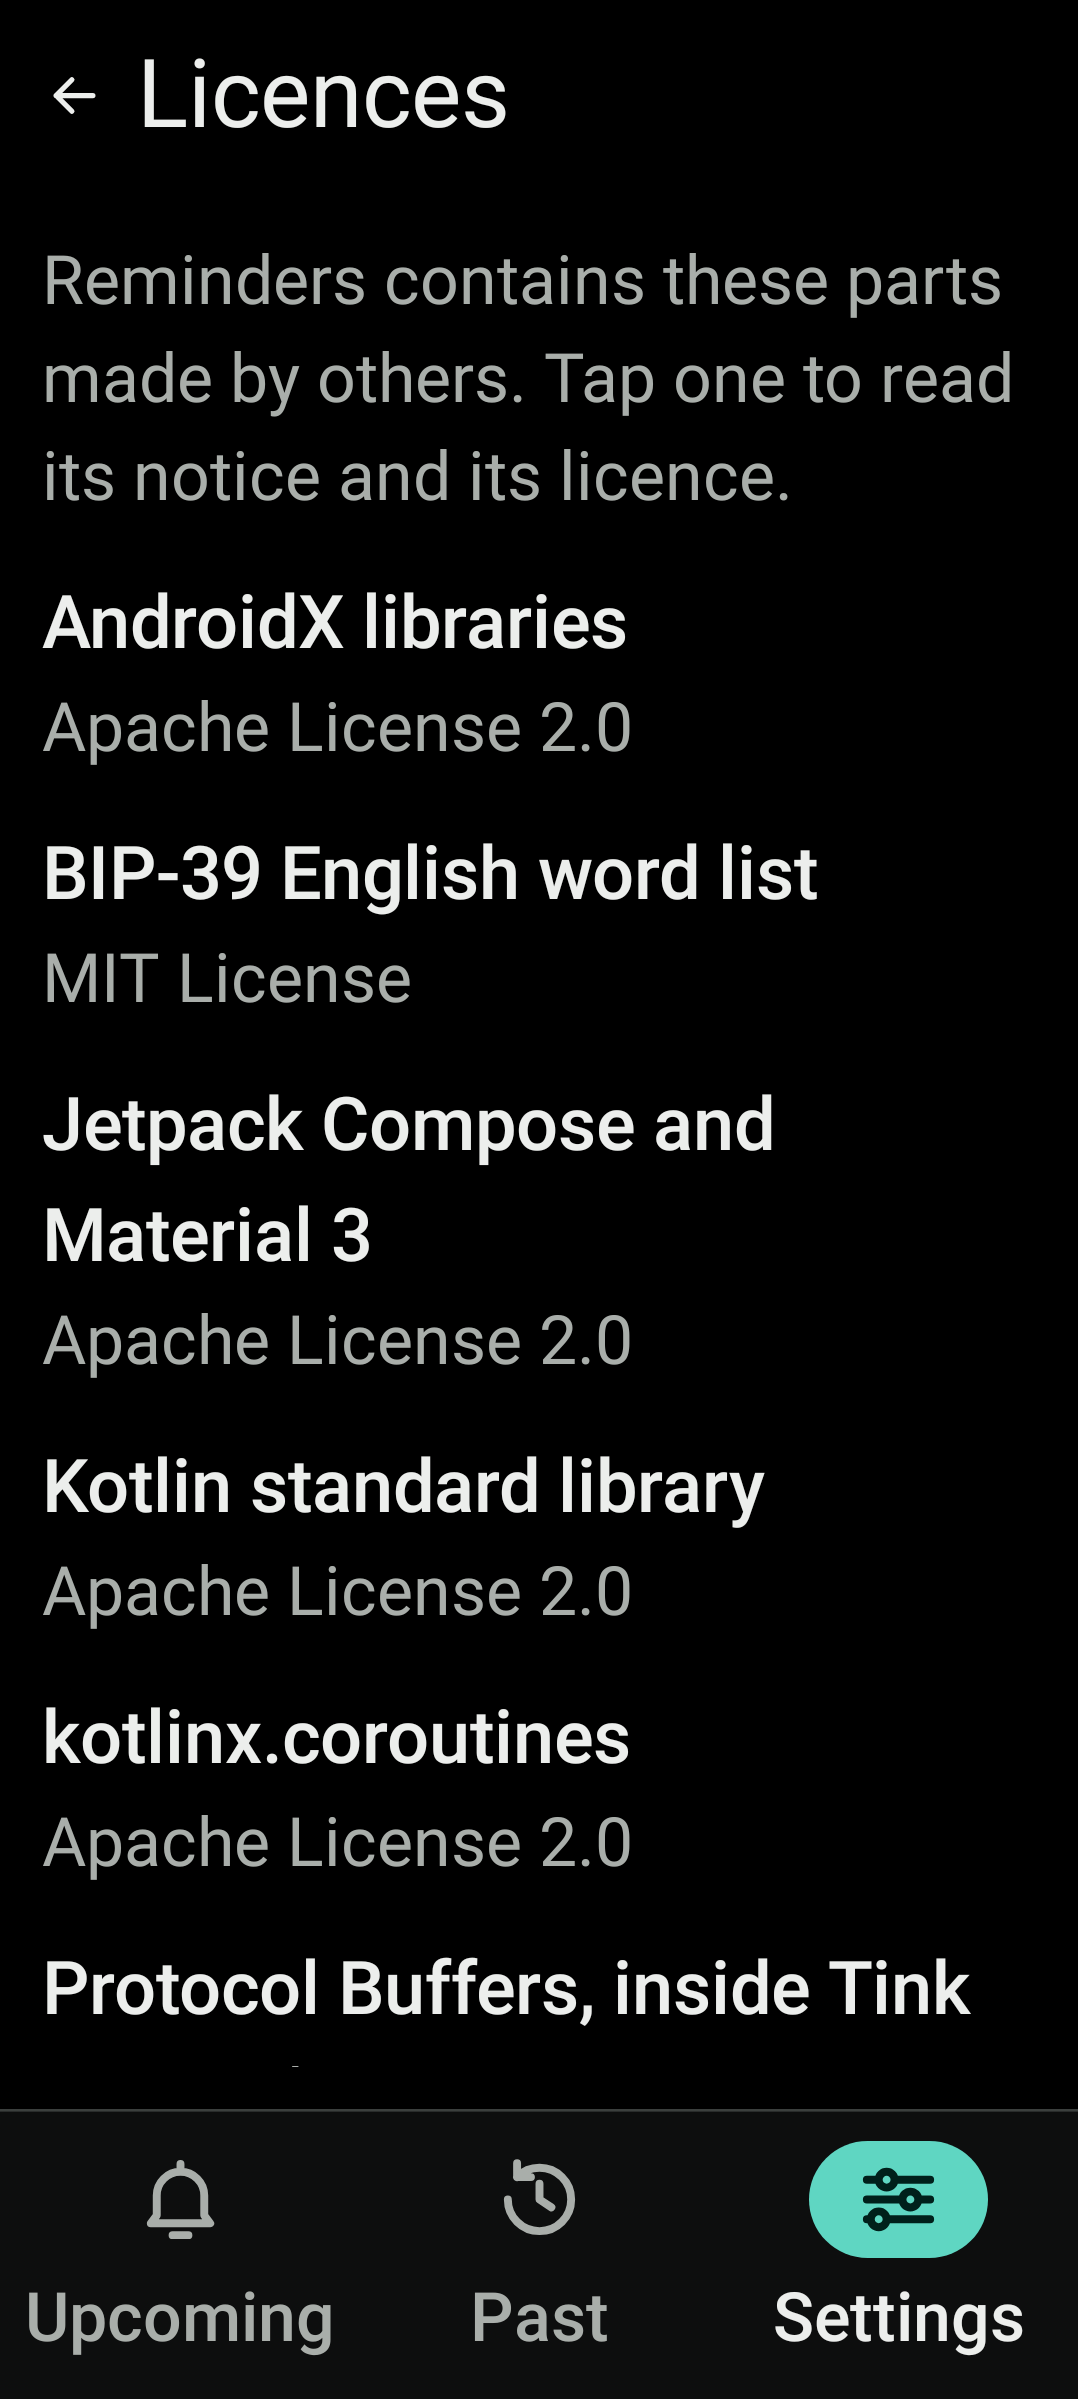 Licences
Reminders contains these parts
made by others. Tap one to read
its notice and its licence.
AndroidX libraries
Apache License 2.0
BIP-39 English word list
MIT License
Jetpack Compose and
Material 3
Apache License 2.0
Kotlin standard library
Apache License 2.0
kotlinx.coroutines
Apache License 2.0
Protocol Buffers, inside Tink
Upcoming
Past
Settings